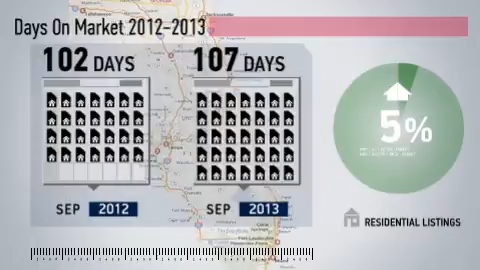 Days On Market 2012-2013
102 DAYS
107 DAYS
5%
SEP 2012
SEP 2013
RESIDENTIAL LISTINGS